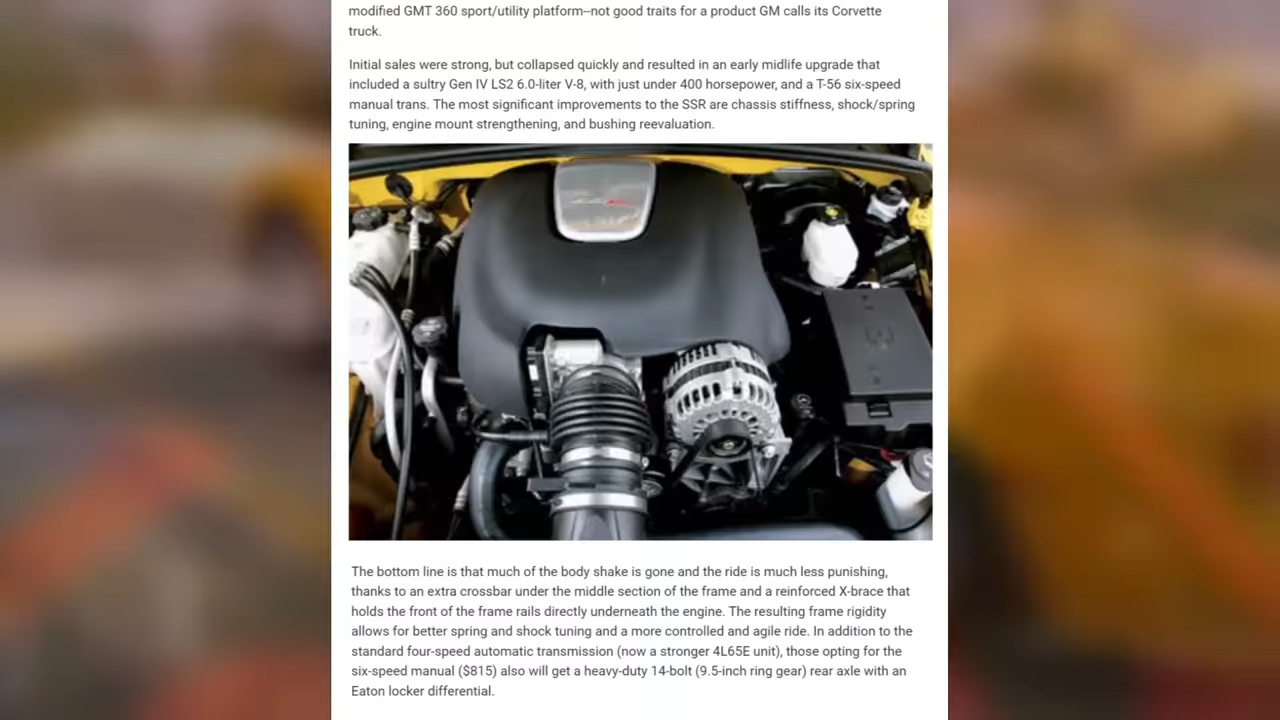 modified GMT 360 sport/utility platform--not good traits for a product GM calls its Corvette
truck.
Initial sales were strong, but collapsed quickly and resulted in an early midlife upgrade that
included a sultry Gen IV LS2 6.0-liter V-8, with just under 400 horsepower, and a T-56 six-speed
manual trans. The most significant improvements to the SSR are chassis stiffness, shock/spring
tuning, engine mount strengthening, and bushing reevaluation.
The bottom line is that much of the body shake is gone and the ride is much less punishing,
thanks to an extra crossbar under the middle section of the frame and a reinforced X-brace that
holds the front of the frame rails directly underneath the engine. The resulting frame rigidity
allows for better spring and shock tuning and a more controlled and agile ride. In addition to the
standard four-speed automatic transmission (now a stronger 4L65E unit), those opting for the
six-speed manual ($815) also will get a heavy-duty 14-bolt (9.5-inch ring gear) rear axle with an
Eaton locker differential.